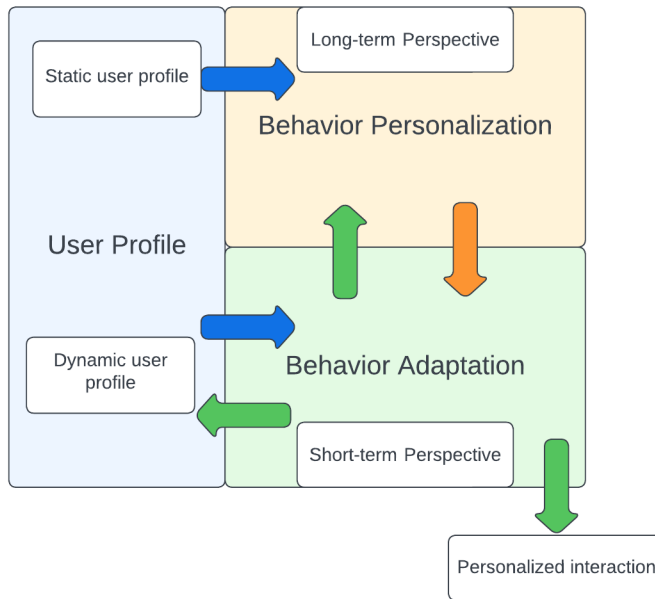 Long-term Perspective
Static user profile
Behavior Personalization
User Profile
Dynamic user
profile
Behavior Adaptation
Short-term Perspective
Personalized interaction